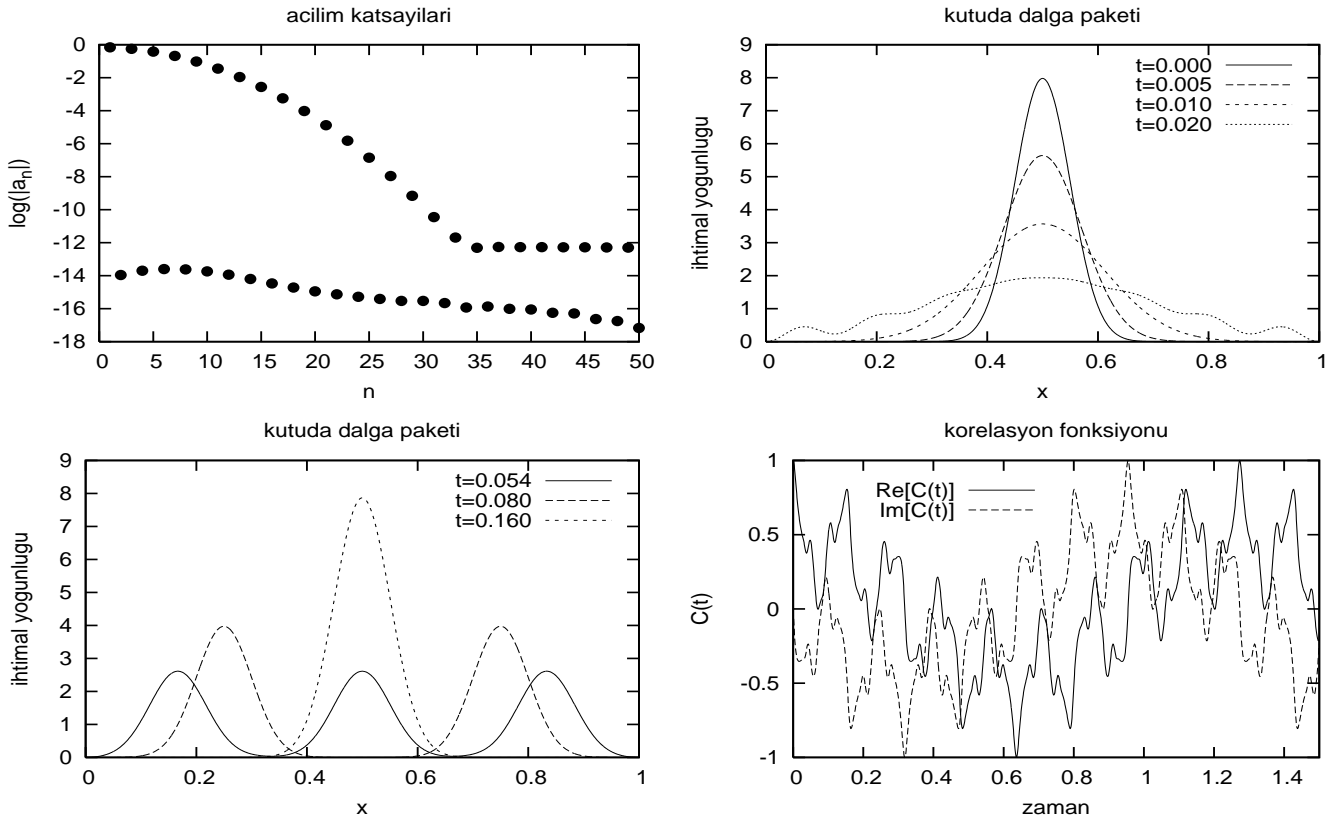 acilim katsayilari
log(|a_n|)
0
-2
-4
-6
-8
-10
-12
-14
-16
-18
0 5 10 15 20 25 30 35 40 45 50
n
kutuda dalga paketi
ihtimal yogunlugu
9
8
7
6
5
4
3
2
1
0
t=0.000
t=0.005
t=0.010
t=0.020
0 0.2 0.4 0.6 0.8 1
x
kutuda dalga paketi
ihtimal yogunlugu
9
8
7
6
5
4
3
2
1
0
t=0.054
t=0.080
t=0.160
0 0.2 0.4 0.6 0.8 1
x
korelasyon fonksiyonu
C(t)
1
0.5
0
-0.5
-1
Re[C(t)]
Im[C(t)]
0 0.2 0.4 0.6 0.8 1 1.2 1.4
zaman